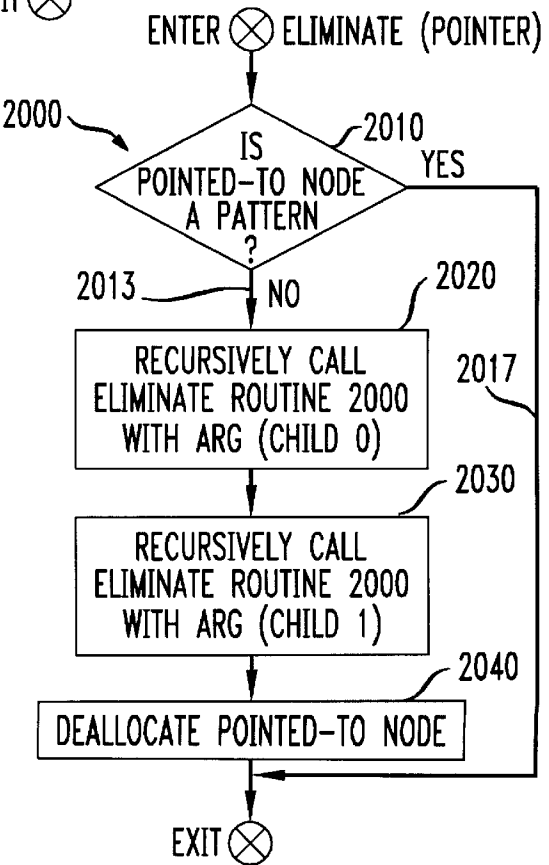 ENTER ELIMINATE (POINTER)
2000
2010
IS
POINTED-TO NODE
A PATTERN
?
YES
2013
NO
2020
RECURSIVELY CALL
ELIMINATE ROUTINE 2000
WITH ARG (CHILD 0)
2017
2030
RECURSIVELY CALL
ELIMINATE ROUTINE 2000
WITH ARG (CHILD 1)
2040
DEALLOCATE POINTED-TO NODE
EXIT